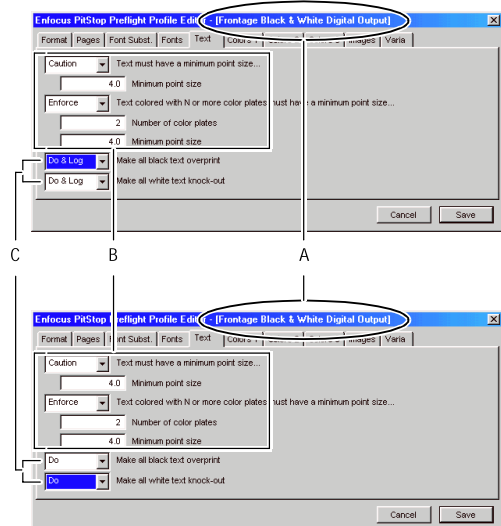 Enfocus PitStop Preflight Profile Editor - [Frontage Black & White Digital Output]
Format Pages Font Subst. Fonts Text Colors 1 Images Varia
Caution Text must have a minimum point size...
4.0 Minimum point size
Enforce Text colored with N or more color plates must have a minimum point size...
2 Number of color plates
4.0 Minimum point size
Do & Log Make all black text overprint
Do & Log Make all white text knock-out
Cancel Save
C B A
Enfocus PitStop Preflight Profile Editor - [Frontage Black & White Digital Output]
Format Pages Font Subst. Fonts Text Colors 1 Images Varia
Caution Text must have a minimum point size...
4.0 Minimum point size
Enforce Text colored with N or more color plates must have a minimum point size...
2 Number of color plates
4.0 Minimum point size
Do Make all black text overprint
Do Make all white text knock-out
Cancel Save